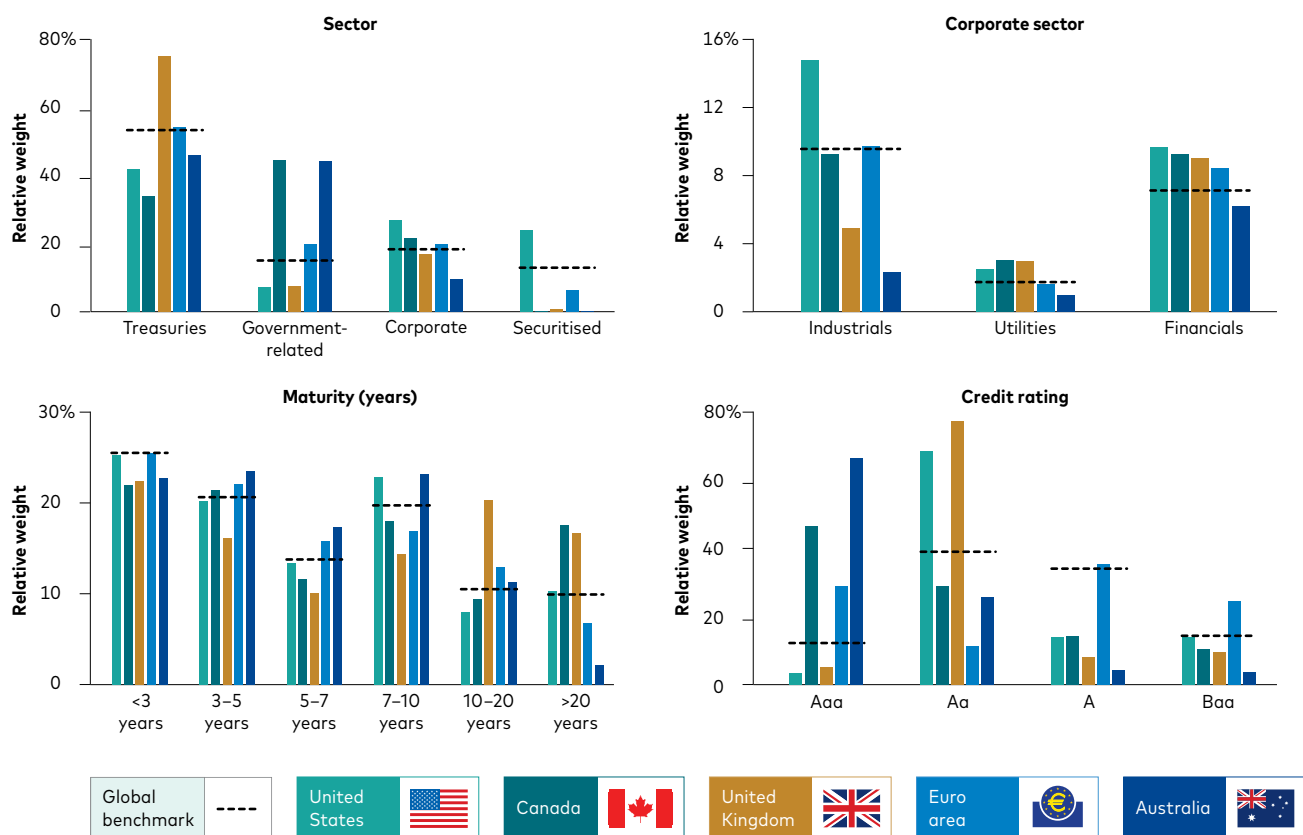 Sector
80%
60
40
20
0
Relative weight
Treasuries
Government-
related
Corporate
Securitised
Corporate sector
16%
12
8
4
0
Relative weight
Industrials
Utilities
Financials
Maturity (years)
30%
20
10
0
Relative weight
<3
years
3–5
years
5–7
years
7–10
years
10–20
years
>20
years
Credit rating
80%
60
40
20
0
Relative weight
Aaa
Aa
A
Baa
Global
benchmark
United
States
Canada
United
Kingdom
Euro
area
Australia